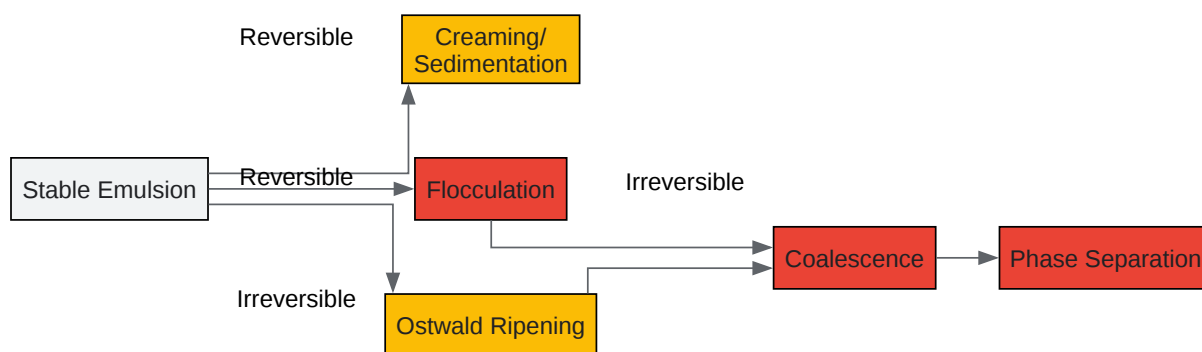 Reversible
Creaming/
Sedimentation
Stable Emulsion
Reversible
Flocculation
Irreversible
Coalescence
Phase Separation
Irreversible
Ostwald Ripening